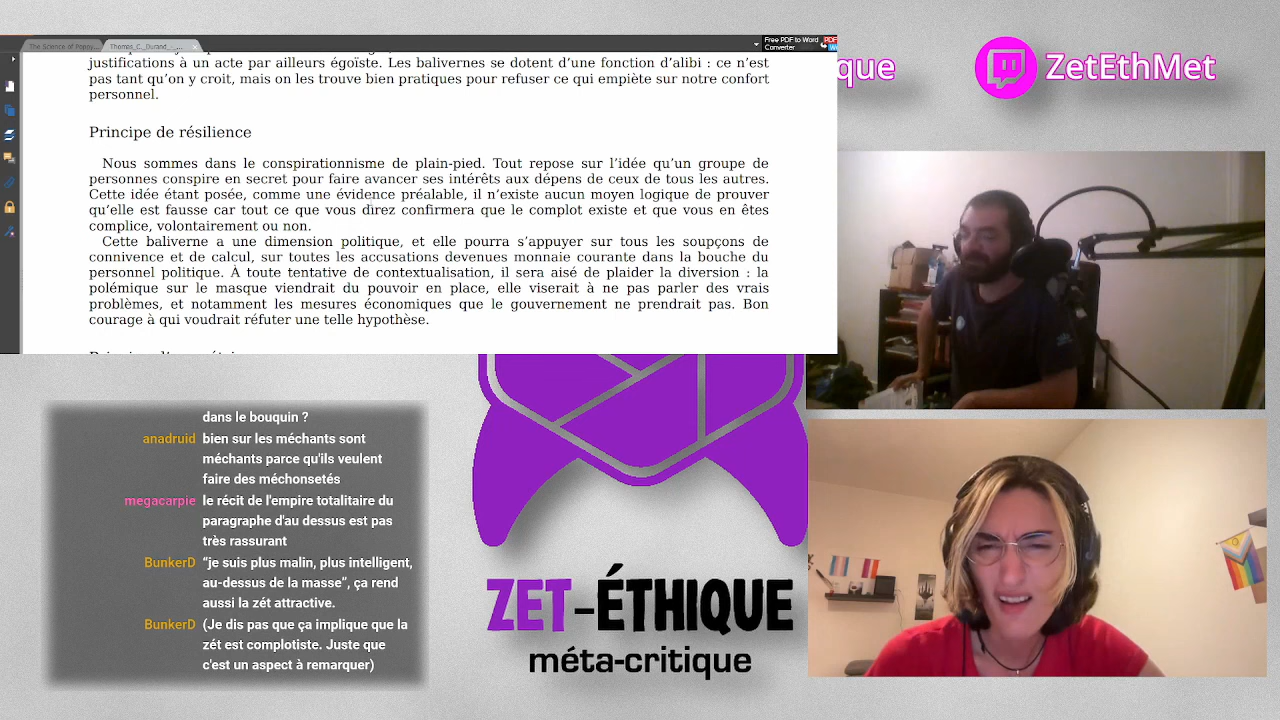 The Science of Popp...
Thomas_C._Durand_-_...
Free PDF to Word
Converter
justifications à un acte par ailleurs égoïste. Les balivernes se dotent d'une fonction d'alibi : ce n'est
pas tant qu'on y croit, mais on les trouve bien pratiques pour refuser ce qui empiète sur notre confort
personnel.
Principe de résilience
Nous sommes dans le conspirationnisme de plain-pied. Tout repose sur l'idée qu'un groupe de
personnes conspire en secret pour faire avancer ses intérêts aux dépens de ceux de tous les autres.
Cette idée étant posée, comme une évidence préalable, il n'existe aucun moyen logique de prouver
qu'elle est fausse car tout ce que vous direz confirmera que le complot existe et que vous en êtes
complice, volontairement ou non.
Cette baliverne a une dimension politique, et elle pourra s'appuyer sur tous les soupçons de
connivence et de calcul, sur toutes les accusations devenues monnaie courante dans la bouche du
personnel politique. À toute tentative de contextualisation, il sera aisé de plaider la diversion : la
polémique sur le masque viendrait du pouvoir en place, elle viserait à ne pas parler des vrais
problèmes, et notamment les mesures économiques que le gouvernement ne prendrait pas. Bon
courage à qui voudrait réfuter une telle hypothèse.
que
ZetEthMet
dans le bouquin ?
anadruid bien sur les méchants sont
méchants parce qu'ils veulent
faire des méchonsetés
megacarpie le récit de l'empire totalitaire du
paragraphe d'au dessus est pas
très rassurant
BunkerD “je suis plus malin, plus intelligent,
au-dessus de la masse”, ça rend
aussi la zét attractive.
BunkerD (Je dis pas que ça implique que la
zét est complotiste. Juste que
c'est un aspect à remarquer)
ZET-ÉTHIQUE
méta-critique